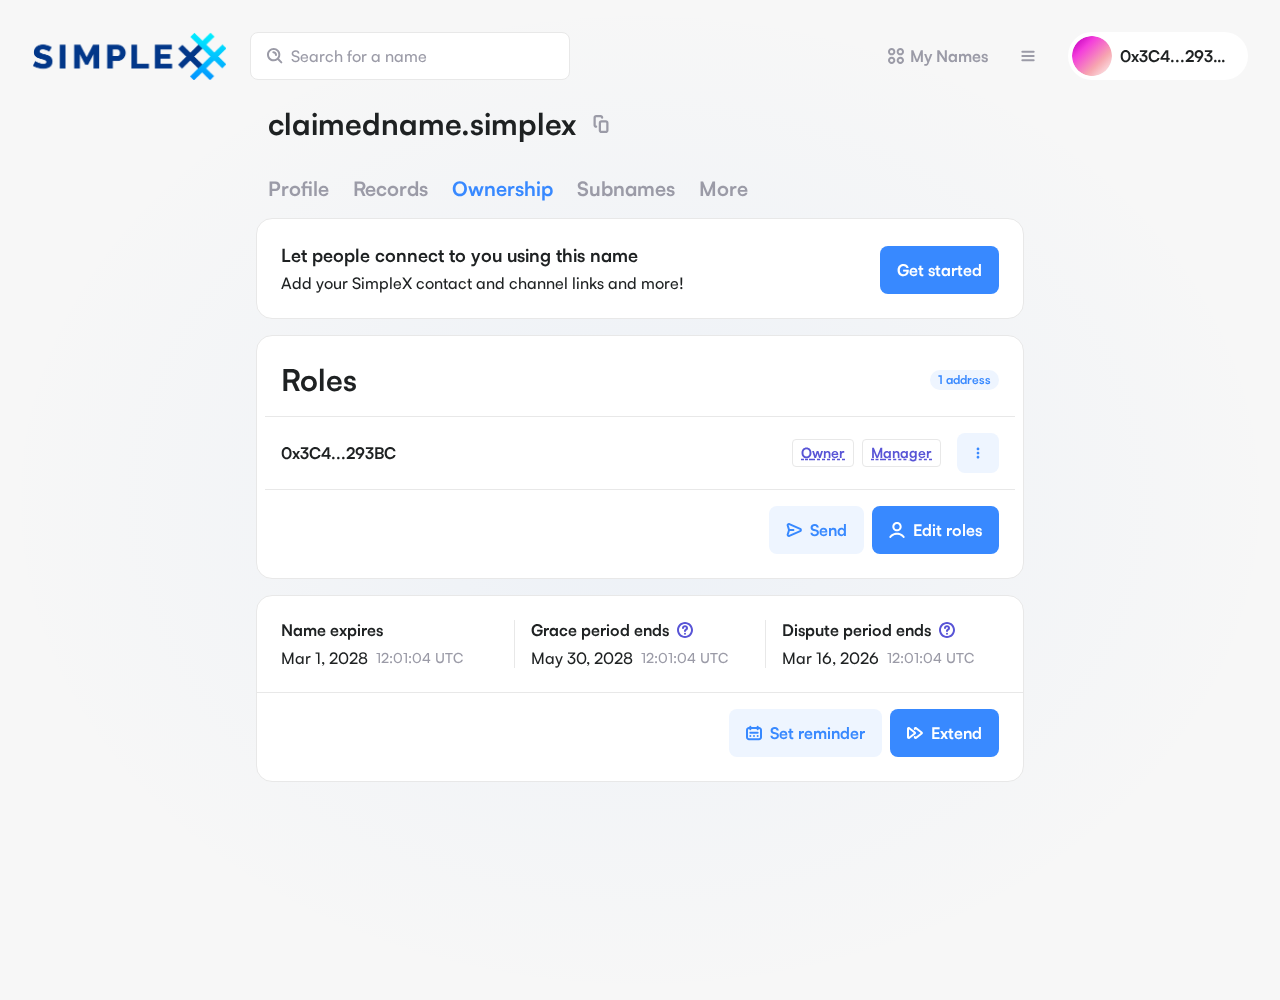 SIMPLEX
Search for a name
My Names
0x3C4...293...
claimedname.simplex
Profile Records Ownership Subnames More
Let people connect to you using this name
Add your SimpleX contact and channel links and more!
Get started
Roles
1 address
0x3C4...293BC
Owner Manager
Send Edit roles
Name expires
Mar 1, 2028 12:01:04 UTC
Grace period ends
May 30, 2028 12:01:04 UTC
Dispute period ends
Mar 16, 2026 12:01:04 UTC
Set reminder Extend